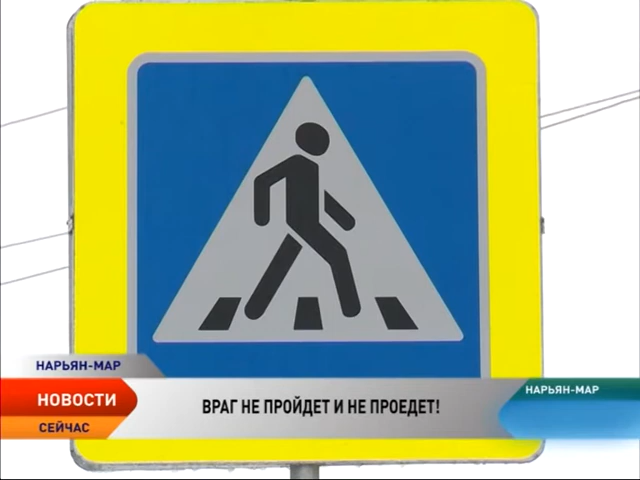 НАРЬЯН-МАР
НОВОСТИ
СЕЙЧАС
ВРАГ НЕ ПРОЙДЕТ И НЕ ПРОЕДЕТ!
НАРЬЯН-МАР